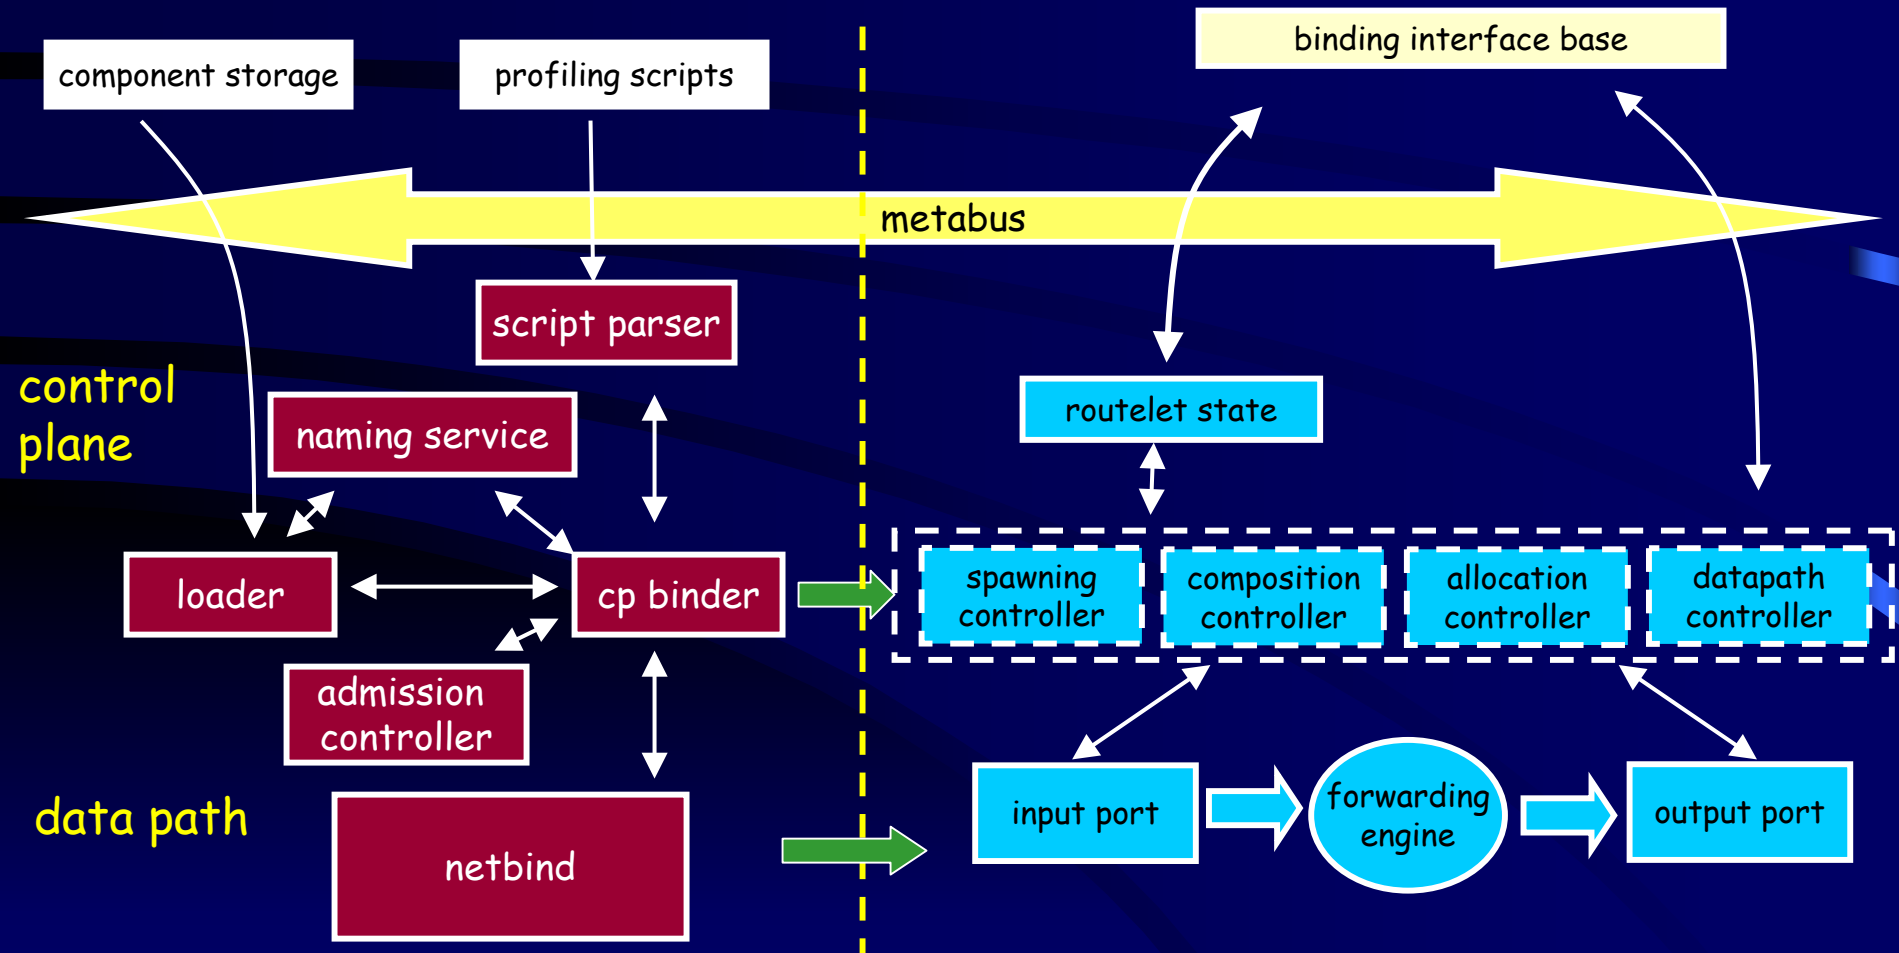 component storage
profiling scripts
binding interface base
metabus
script parser
control
plane
naming service
routelet state
loader
cp binder
spawning
controller
composition
controller
allocation
controller
datapath
controller
admission
controller
data path
netbind
input port
forwarding
engine
output port